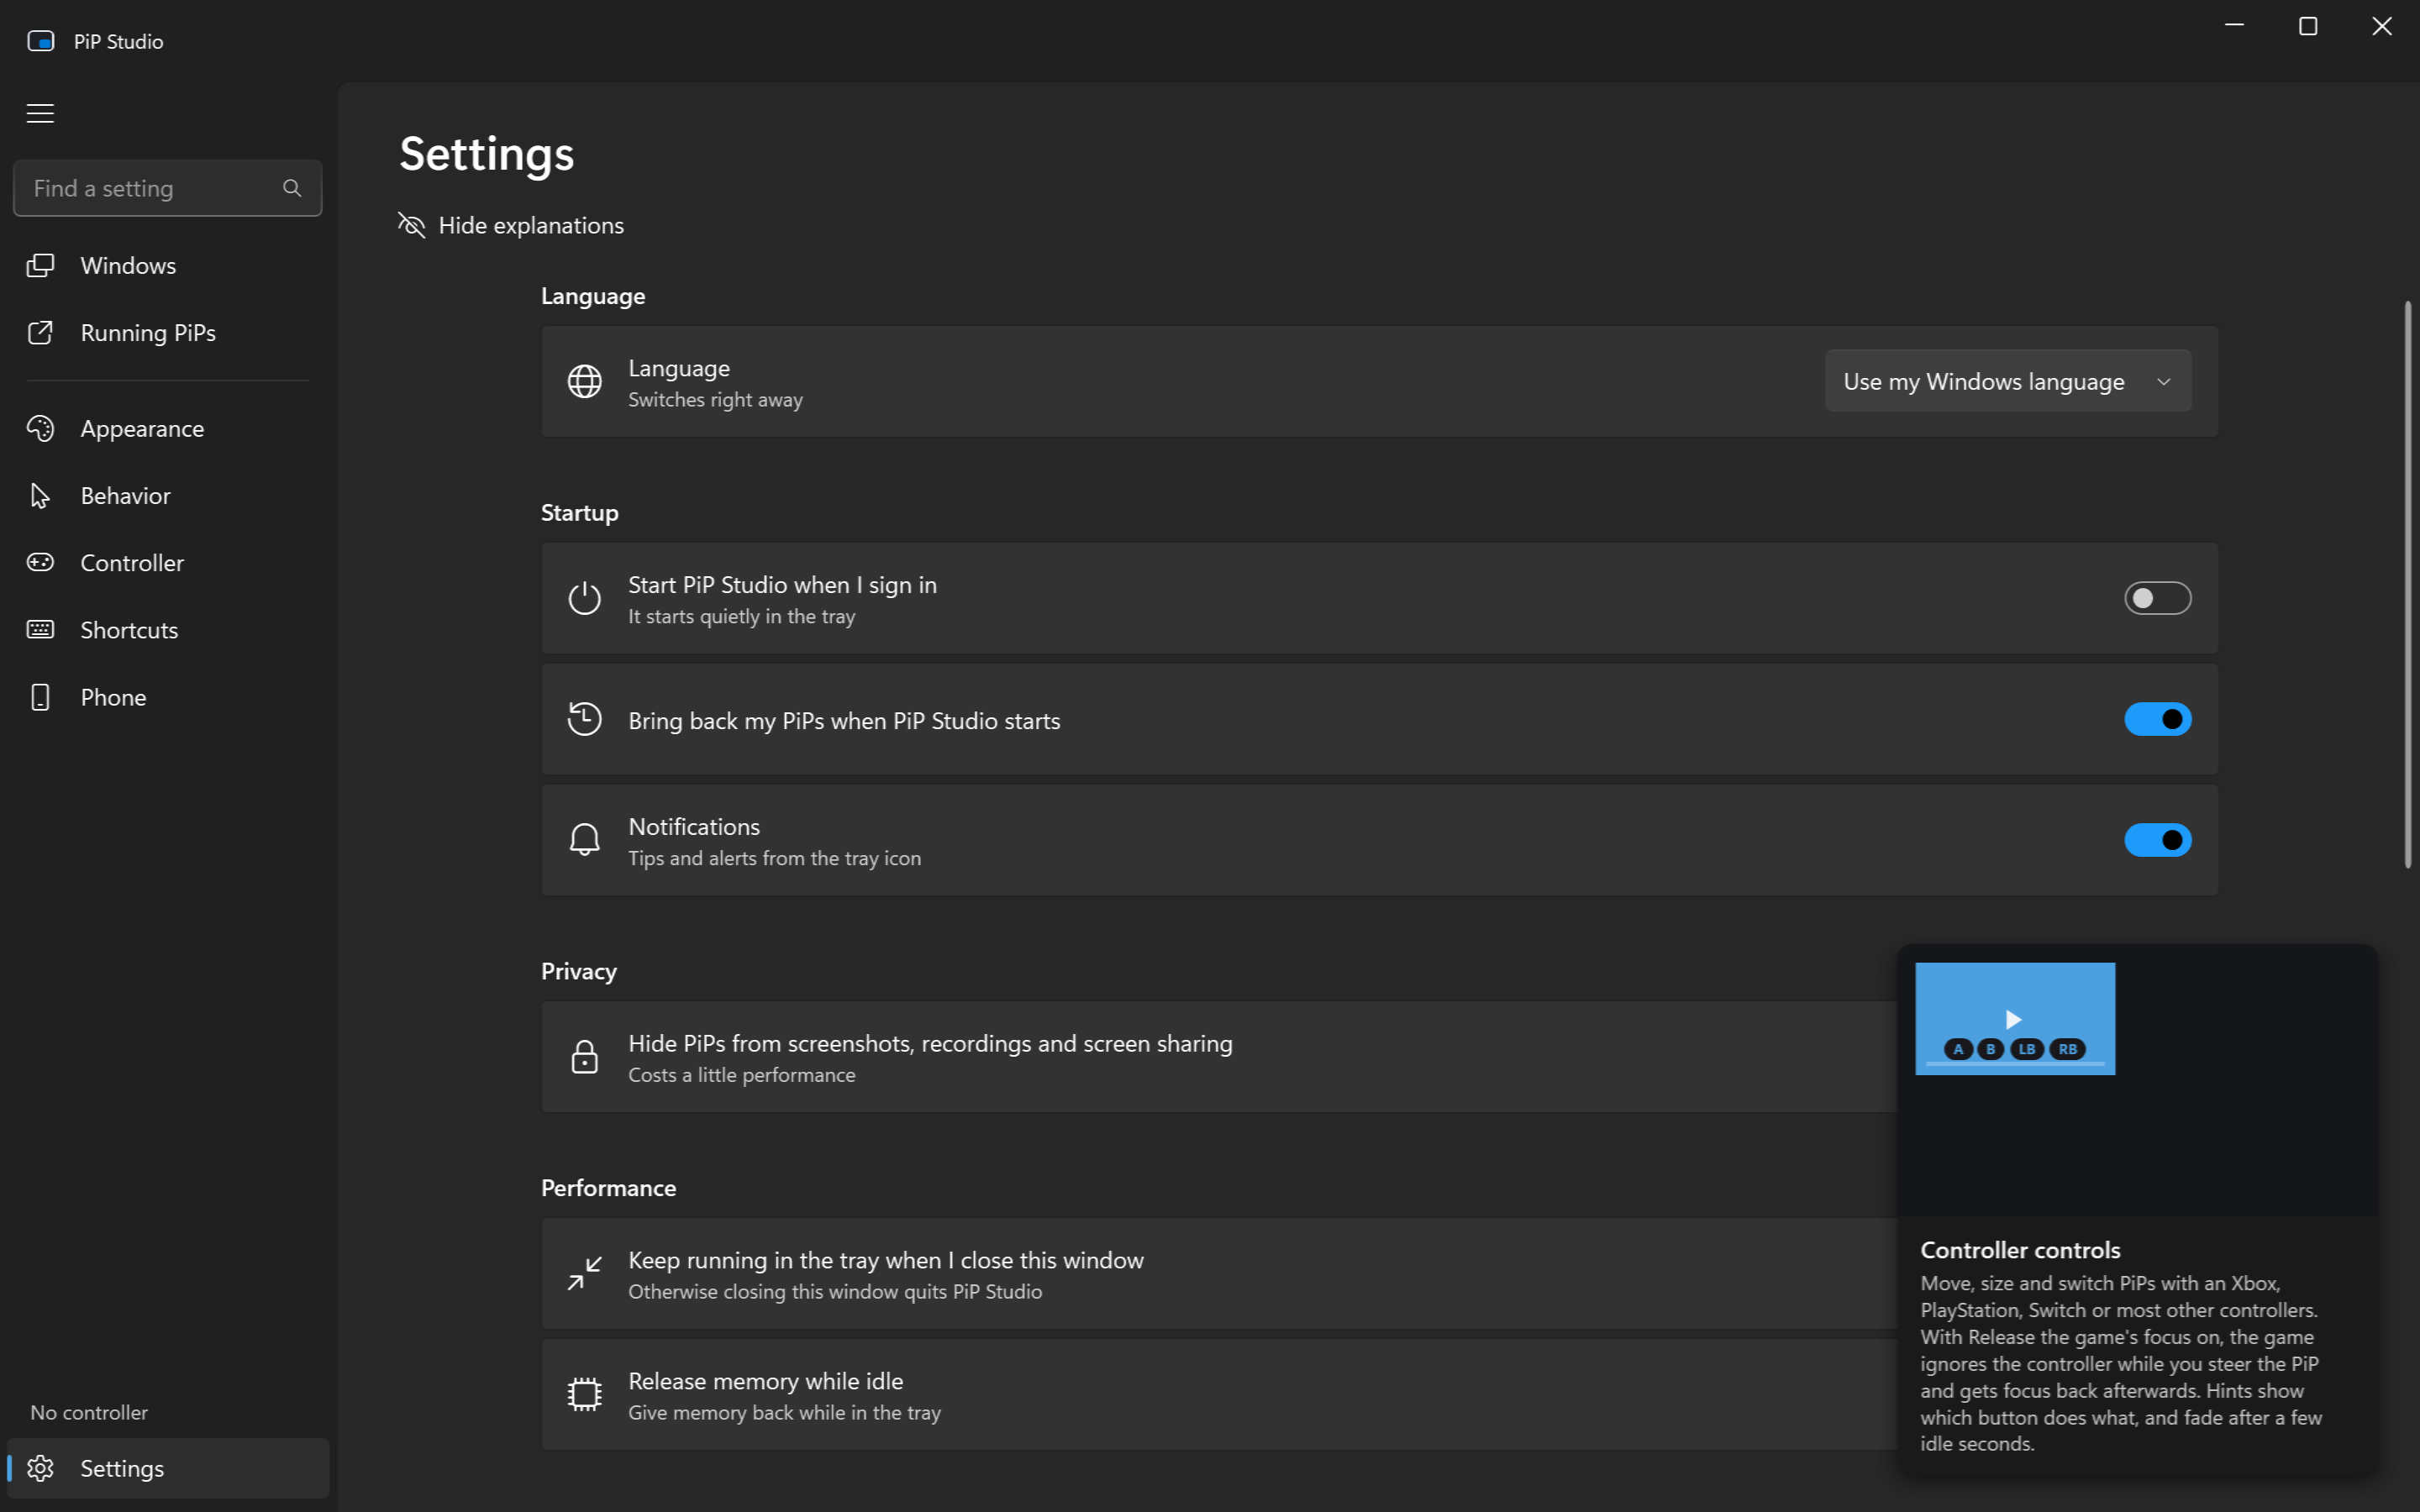 PiP Studio
Find a setting
Windows
Running PiPs
Appearance
Behavior
Controller
Shortcuts
Phone
No controller
Settings
Settings
Hide explanations
Language
Language
Switches right away
Use my Windows language
Startup
Start PiP Studio when I sign in
It starts quietly in the tray
Bring back my PiPs when PiP Studio starts
Notifications
Tips and alerts from the tray icon
Privacy
Hide PiPs from screenshots, recordings and screen sharing
Costs a little performance
Performance
Keep running in the tray when I close this window
Otherwise closing this window quits PiP Studio
Release memory while idle
Give memory back while in the tray
A B LB RB
Controller controls
Move, size and switch PiPs with an Xbox,
PlayStation, Switch or most other controllers.
With Release the game's focus on, the game
ignores the controller while you steer the PiP
and gets focus back afterwards. Hints show
which button does what, and fade after a few
idle seconds.